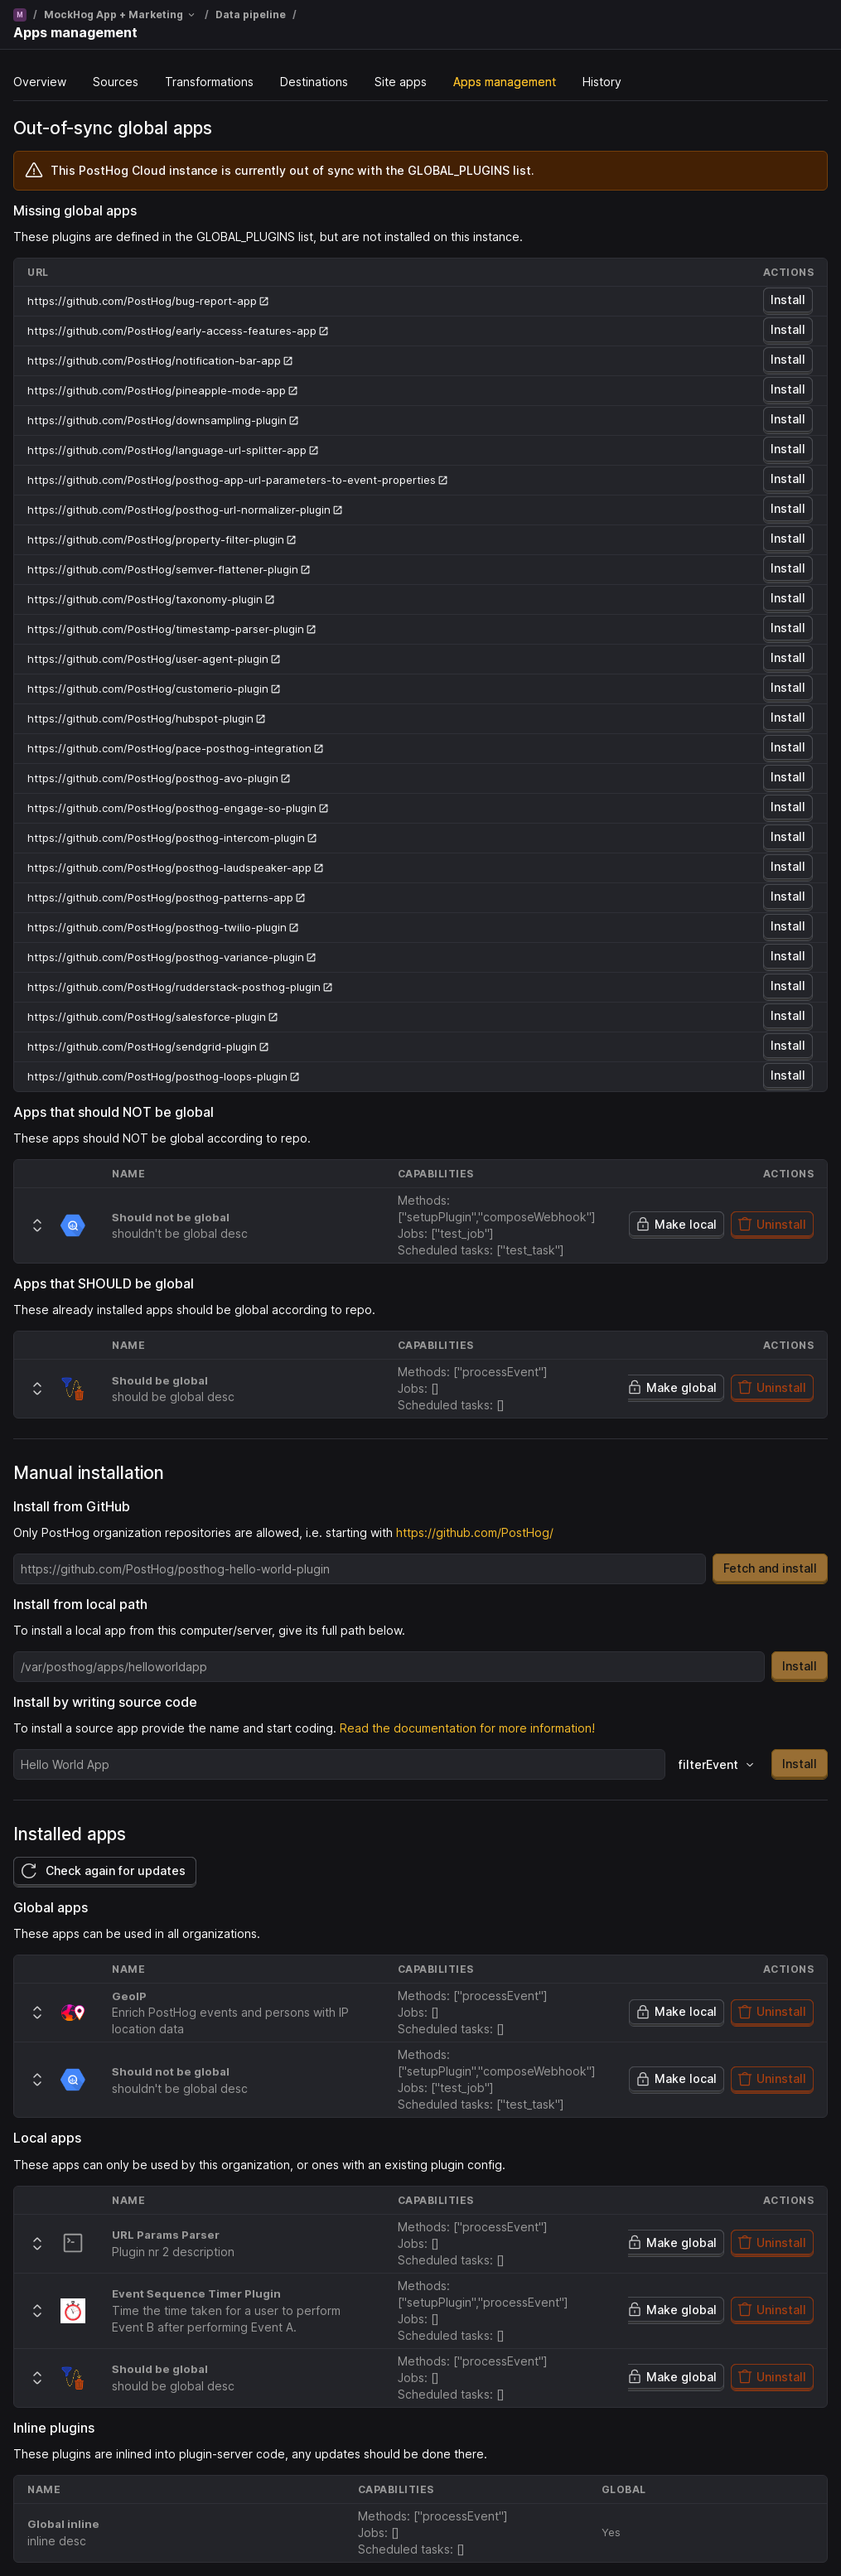 M / MockHog App + Marketing / Data pipeline /
Apps management
Overview Sources Transformations Destinations Site apps Apps management History
Out-of-sync global apps
This PostHog Cloud instance is currently out of sync with the GLOBAL_PLUGINS list.
Missing global apps
These plugins are defined in the GLOBAL_PLUGINS list, but are not installed on this instance.
URL ACTIONS
https://github.com/PostHog/bug-report-app Install
https://github.com/PostHog/early-access-features-app Install
https://github.com/PostHog/notification-bar-app Install
https://github.com/PostHog/pineapple-mode-app Install
https://github.com/PostHog/downsampling-plugin Install
https://github.com/PostHog/language-url-splitter-app Install
https://github.com/PostHog/posthog-app-url-parameters-to-event-properties Install
https://github.com/PostHog/posthog-url-normalizer-plugin Install
https://github.com/PostHog/property-filter-plugin Install
https://github.com/PostHog/semver-flattener-plugin Install
https://github.com/PostHog/taxonomy-plugin Install
https://github.com/PostHog/timestamp-parser-plugin Install
https://github.com/PostHog/user-agent-plugin Install
https://github.com/PostHog/customerio-plugin Install
https://github.com/PostHog/hubspot-plugin Install
https://github.com/PostHog/pace-posthog-integration Install
https://github.com/PostHog/posthog-avo-plugin Install
https://github.com/PostHog/posthog-engage-so-plugin Install
https://github.com/PostHog/posthog-intercom-plugin Install
https://github.com/PostHog/posthog-laudspeaker-app Install
https://github.com/PostHog/posthog-patterns-app Install
https://github.com/PostHog/posthog-twilio-plugin Install
https://github.com/PostHog/posthog-variance-plugin Install
https://github.com/PostHog/rudderstack-posthog-plugin Install
https://github.com/PostHog/salesforce-plugin Install
https://github.com/PostHog/sendgrid-plugin Install
https://github.com/PostHog/posthog-loops-plugin Install
Apps that should NOT be global
These apps should NOT be global according to repo.
NAME CAPABILITIES ACTIONS
Should not be global
shouldn't be global desc
Methods:
["setupPlugin","composeWebhook"]
Jobs: ["test_job"]
Scheduled tasks: ["test_task"]
Make local Uninstall
Apps that SHOULD be global
These already installed apps should be global according to repo.
NAME CAPABILITIES ACTIONS
Should be global
should be global desc
Methods: ["processEvent"]
Jobs: []
Scheduled tasks: []
Make global Uninstall
Manual installation
Install from GitHub
Only PostHog organization repositories are allowed, i.e. starting with https://github.com/PostHog/
https://github.com/PostHog/posthog-hello-world-plugin Fetch and install
Install from local path
To install a local app from this computer/server, give its full path below.
/var/posthog/apps/helloworldapp Install
Install by writing source code
To install a source app provide the name and start coding. Read the documentation for more information!
Hello World App filterEvent Install
Installed apps
Check again for updates
Global apps
These apps can be used in all organizations.
NAME CAPABILITIES ACTIONS
GeoIP
Enrich PostHog events and persons with IP
location data
Methods: ["processEvent"]
Jobs: []
Scheduled tasks: []
Make local Uninstall
Should not be global
shouldn't be global desc
Methods:
["setupPlugin","composeWebhook"]
Jobs: ["test_job"]
Scheduled tasks: ["test_task"]
Make local Uninstall
Local apps
These apps can only be used by this organization, or ones with an existing plugin config.
NAME CAPABILITIES ACTIONS
URL Params Parser
Plugin nr 2 description
Methods: ["processEvent"]
Jobs: []
Scheduled tasks: []
Make global Uninstall
Event Sequence Timer Plugin
Time the time taken for a user to perform
Event B after performing Event A.
Methods:
["setupPlugin","processEvent"]
Jobs: []
Scheduled tasks: []
Make global Uninstall
Should be global
should be global desc
Methods: ["processEvent"]
Jobs: []
Scheduled tasks: []
Make global Uninstall
Inline plugins
These plugins are inlined into plugin-server code, any updates should be done there.
NAME CAPABILITIES GLOBAL
Global inline
inline desc
Methods: ["processEvent"]
Jobs: []
Scheduled tasks: []
Yes